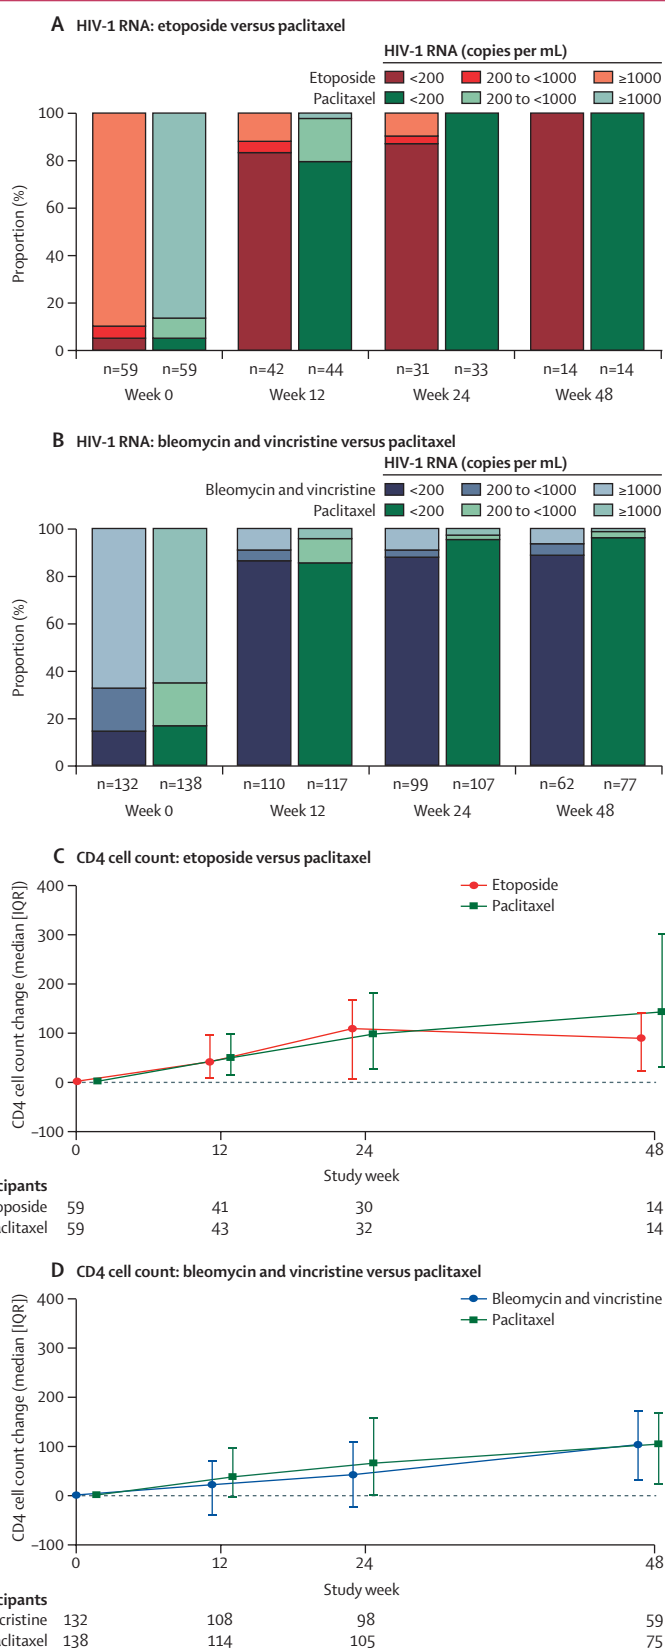 A HIV-1 RNA: etoposide versus paclitaxel
HIV-1 RNA (copies per mL)
Etoposide <200 200 to <1000 ≥1000
Paclitaxel <200 200 to <1000 ≥1000
100
80
60
40
20
0
Proportion (%)
n=59 n=59 n=42 n=44 n=31 n=33 n=14 n=14
Week 0 Week 12 Week 24 Week 48
B HIV-1 RNA: bleomycin and vincristine versus paclitaxel
HIV-1 RNA (copies per mL)
Bleomycin and vincristine <200 200 to <1000 ≥1000
Paclitaxel <200 200 to <1000 ≥1000
100
80
60
40
20
0
Proportion (%)
n=132 n=138 n=110 n=117 n=99 n=107 n=62 n=77
Week 0 Week 12 Week 24 Week 48
C CD4 cell count: etoposide versus paclitaxel
Etoposide
Paclitaxel
400
300
200
100
0
–100
CD4 cell count change (median [IQR])
0 12 24 48
Study week
cipants
oposide 59 41 30 14
aclitaxel 59 43 32 14
D CD4 cell count: bleomycin and vincristine versus paclitaxel
Bleomycin and vincristine
Paclitaxel
400
300
200
100
0
–100
CD4 cell count change (median [IQR])
0 12 24 48
Study week
cipants
cristine 132 108 98 59
aclitaxel 138 114 105 75